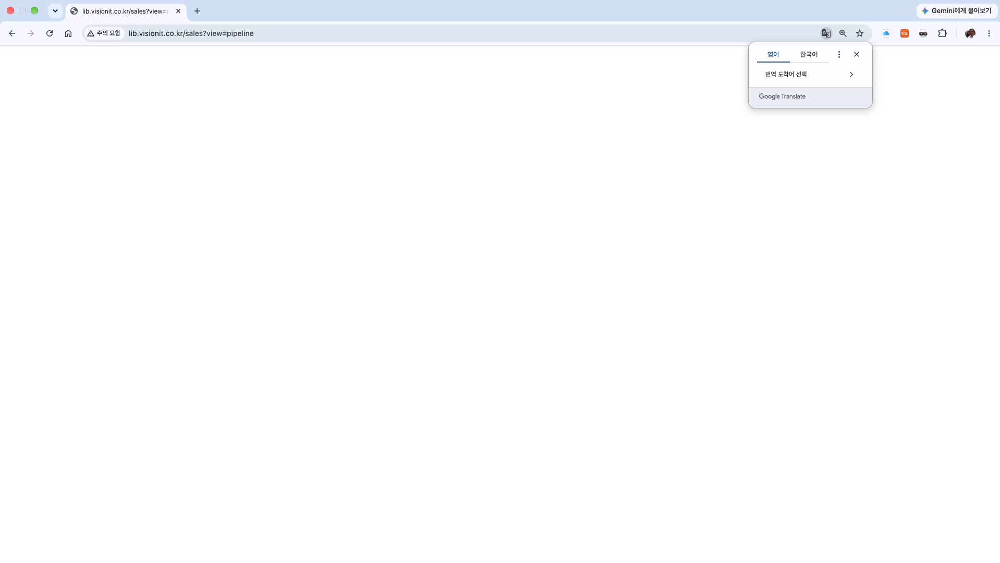 lib.visionit.co.kr/sales?view=p
Gemini에게 물어보기
주의 요함
lib.visionit.co.kr/sales?view=pipeline
EX
영어
한국어
번역 도착어 선택
Google Translate